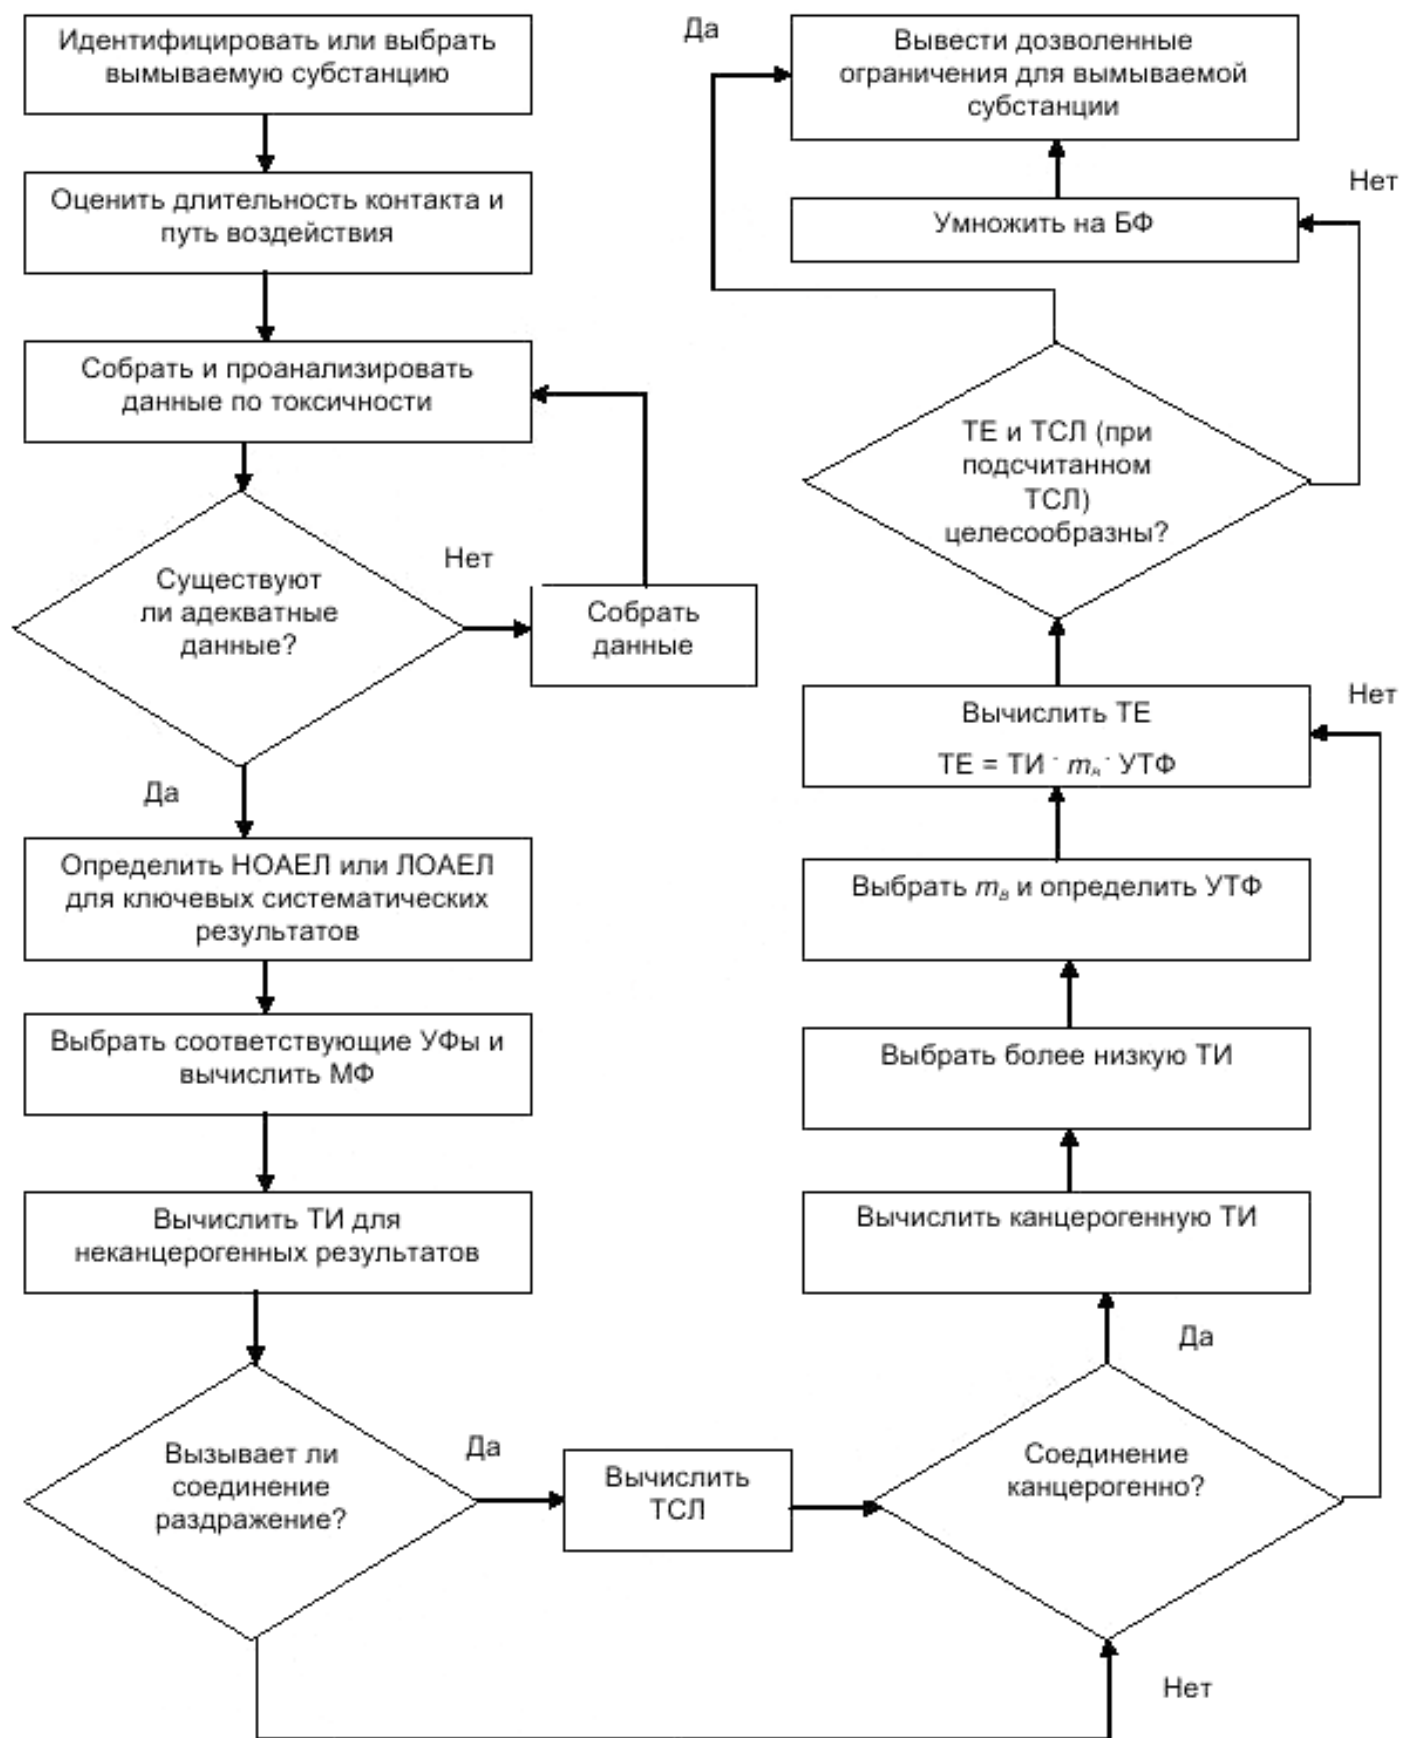 Идентифицировать или выбрать
вымываемую субстанцию
Оценить длительность контакта и
путь воздействия
Собрать и проанализировать
данные по токсичности
Существуют
ли адекватные
данные?
Нет
Собрать
данные
Да
Определить НОАЕЛ или ЛОАЕЛ
для ключевых систематических
результатов
Выбрать соответствующие УФы и
вычислить МФ
Вычислить ТИ для
неканцерогенных результатов
Вызывает ли
соединение
раздражение?
Да
Вычислить
ТСЛ
Нет
Соединение
канцерогенно?
Да
Вычислить канцерогенную ТИ
Выбрать более низкую ТИ
Выбрать mв и определить УТФ
Нет
Вычислить ТЕ
ТЕ = ТИ · mв · УТФ
ТЕ и ТСЛ (при
подсчитанном
ТСЛ)
целесообразны?
Нет
Умножить на БФ
Да
Вывести дозволенные
ограничения для вымываемой
субстанции